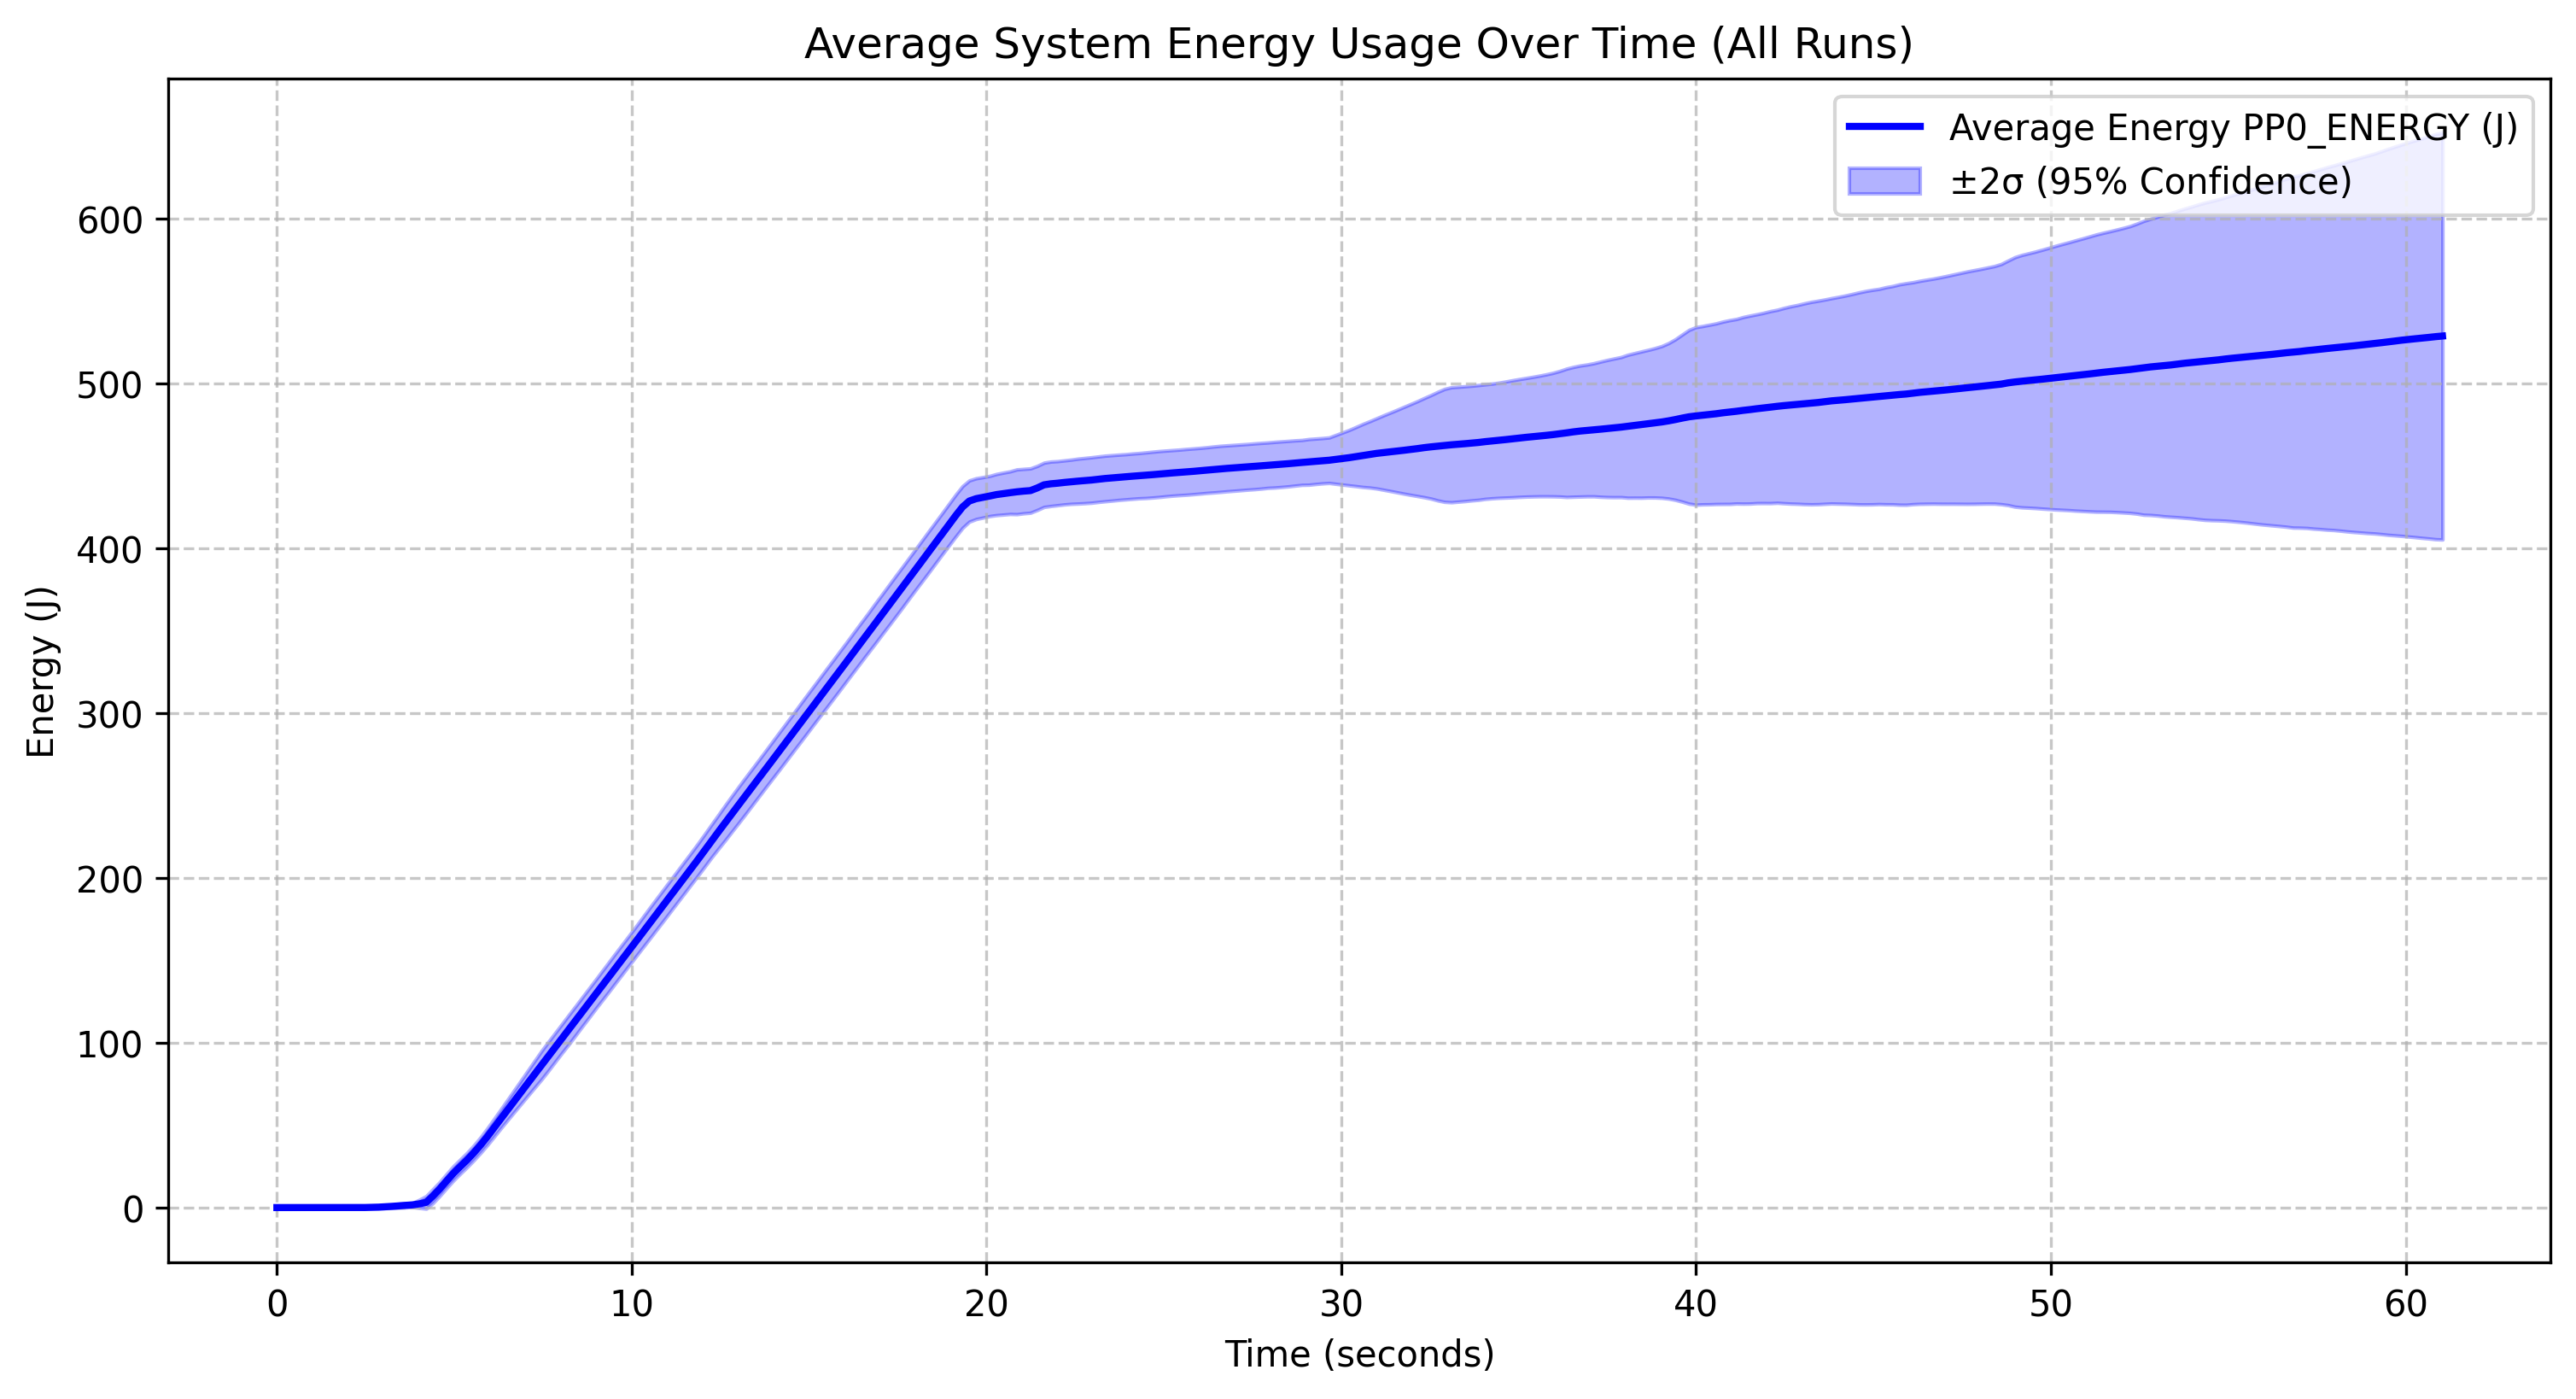 Average System Energy Usage Over Time (All Runs)
Average Energy PP0_ENERGY (J)
±2σ (95% Confidence)
600
500
400
300
200
100
0
Energy (J)
0 10 20 30 40 50 60
Time (seconds)